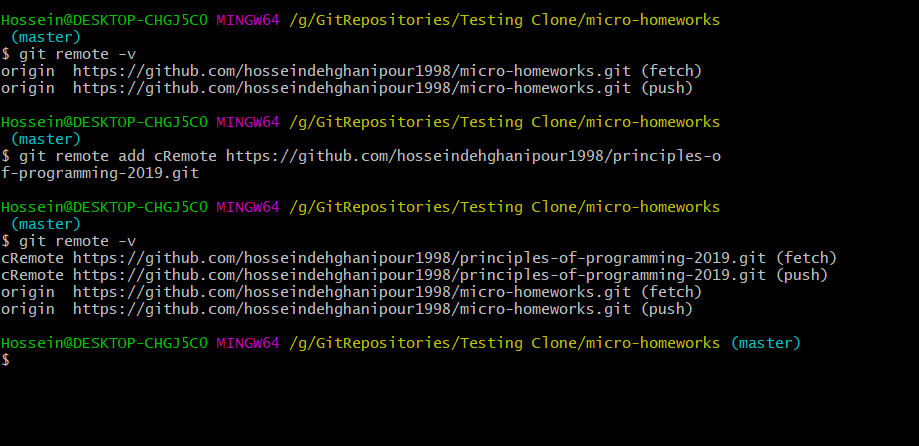 Hossein@DESKTOP-CHGJ5CO MINGW64 /g/GitRepositories/Testing Clone/micro-homeworks
(master)
$ git remote -v
origin  https://github.com/hosseindehghanipour1998/micro-homeworks.git (fetch)
origin  https://github.com/hosseindehghanipour1998/micro-homeworks.git (push)
Hossein@DESKTOP-CHGJ5CO MINGW64 /g/GitRepositories/Testing Clone/micro-homeworks
(master)
$ git remote add cRemote https://github.com/hosseindehghanipour1998/principles-o
f-programming-2019.git
Hossein@DESKTOP-CHGJ5CO MINGW64 /g/GitRepositories/Testing Clone/micro-homeworks
(master)
$ git remote -v
cRemote https://github.com/hosseindehghanipour1998/principles-of-programming-2019.git (fetch)
cRemote https://github.com/hosseindehghanipour1998/principles-of-programming-2019.git (push)
origin  https://github.com/hosseindehghanipour1998/micro-homeworks.git (fetch)
origin  https://github.com/hosseindehghanipour1998/micro-homeworks.git (push)
Hossein@DESKTOP-CHGJ5CO MINGW64 /g/GitRepositories/Testing Clone/micro-homeworks (master)
$